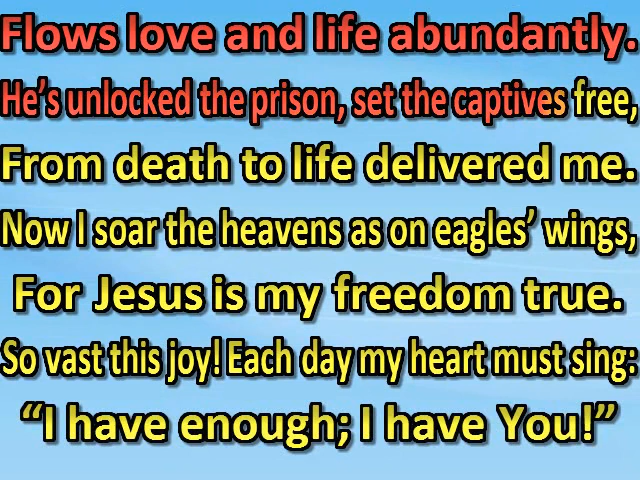 Flows love and life abundantly.
He's unlocked the prison, set the captives free,
From death to life delivered me.
Now I soar the heavens as on eagles' wings,
For Jesus is my freedom true.
So vast this joy! Each day my heart must sing:
“I have enough; I have You!”